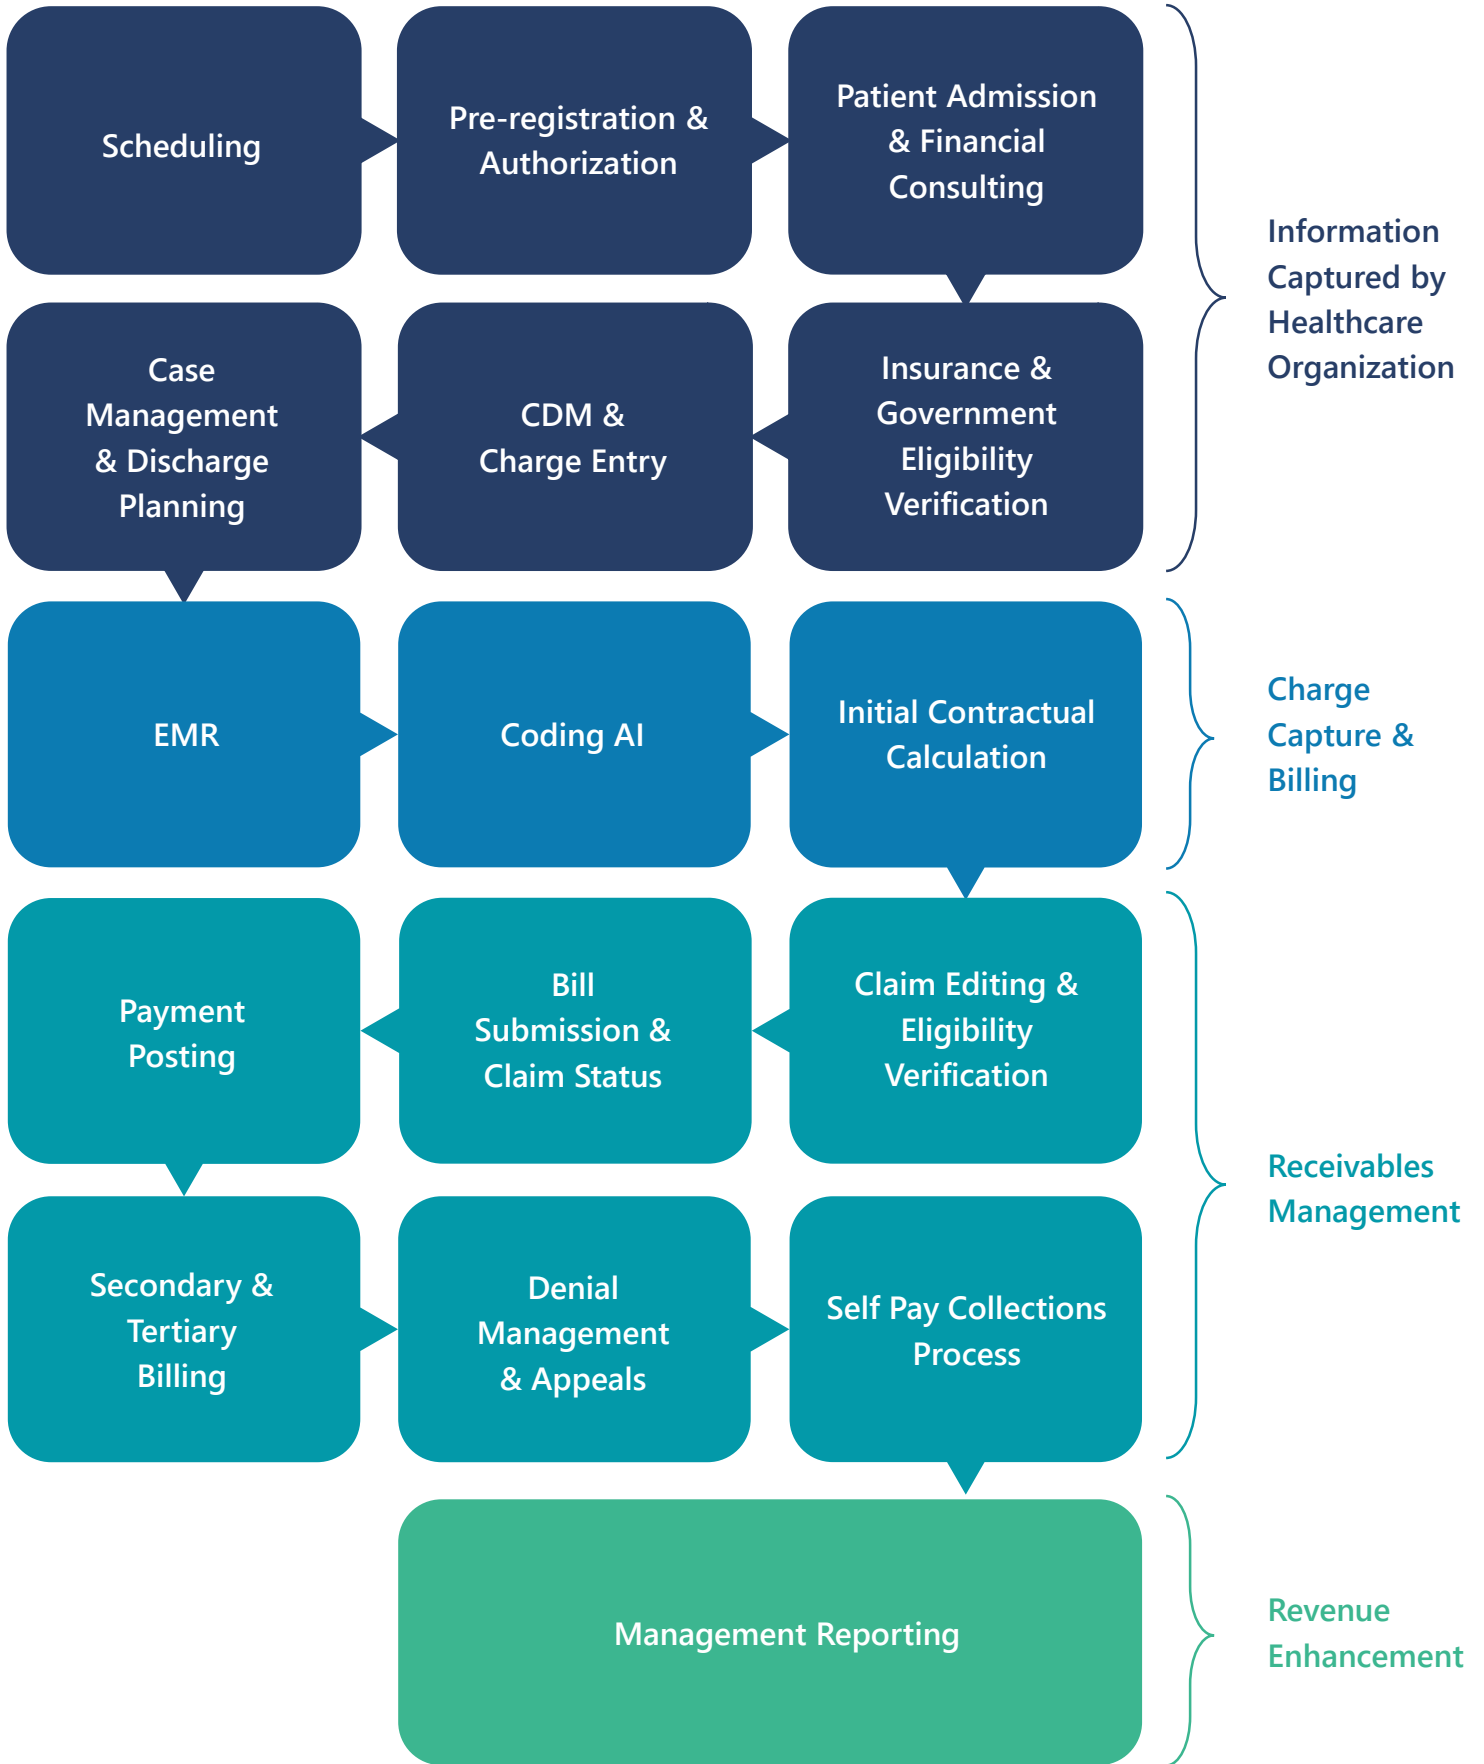 Scheduling
Pre-registration &
Authorization
Patient Admission
& Financial
Consulting
Information
Captured by
Healthcare
Organization
Case
Management
& Discharge
Planning
CDM &
Charge Entry
Insurance &
Government
Eligibility
Verification
EMR
Coding AI
Initial Contractual
Calculation
Charge
Capture &
Billing
Payment
Posting
Bill
Submission &
Claim Status
Claim Editing &
Eligibility
Verification
Receivables
Management
Secondary &
Tertiary
Billing
Denial
Management
& Appeals
Self Pay Collections
Process
Management Reporting
Revenue
Enhancement